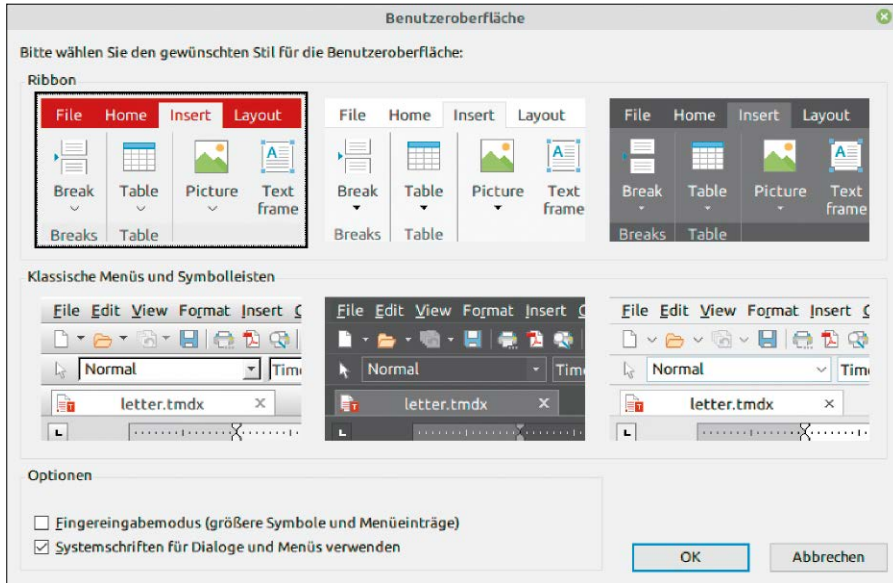 Benutzeroberfläche
Bitte wählen Sie den gewünschten Stil für die Benutzeroberfläche:
Ribbon
File Home Insert Layout
Break Table Picture Text frame
Breaks Table
File Home Insert Layout
Break Table Picture Text frame
Breaks Table
File Home Insert Layout
Break Table Picture Text frame
Breaks Table
Klassische Menüs und Symbolleisten
File Edit View Format Insert
Normal
letter.tmdx
File Edit View Format Insert
Normal
letter.tmdx
File Edit View Format Insert
Normal
letter.tmdx
Optionen
Fingereingabemodus (größere Symbole und Menüeinträge)
Systemschriften für Dialoge und Menüs verwenden
OK Abbrechen